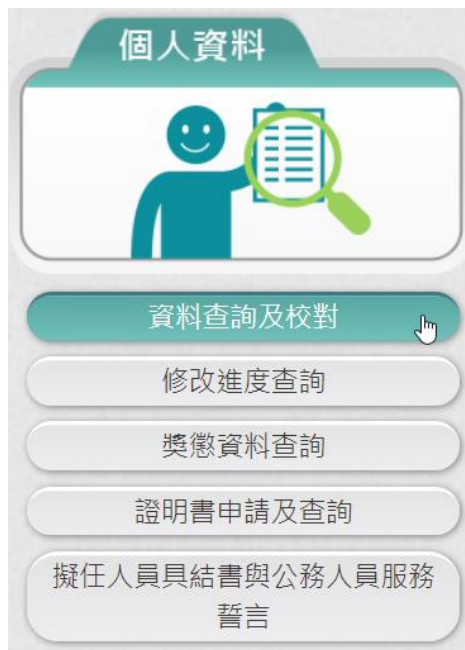 個人資料
資料查詢及校對
修改進度查詢
獎懲資料查詢
證明書申請及查詢
擬任人員具結書與公務人員服務
誓言